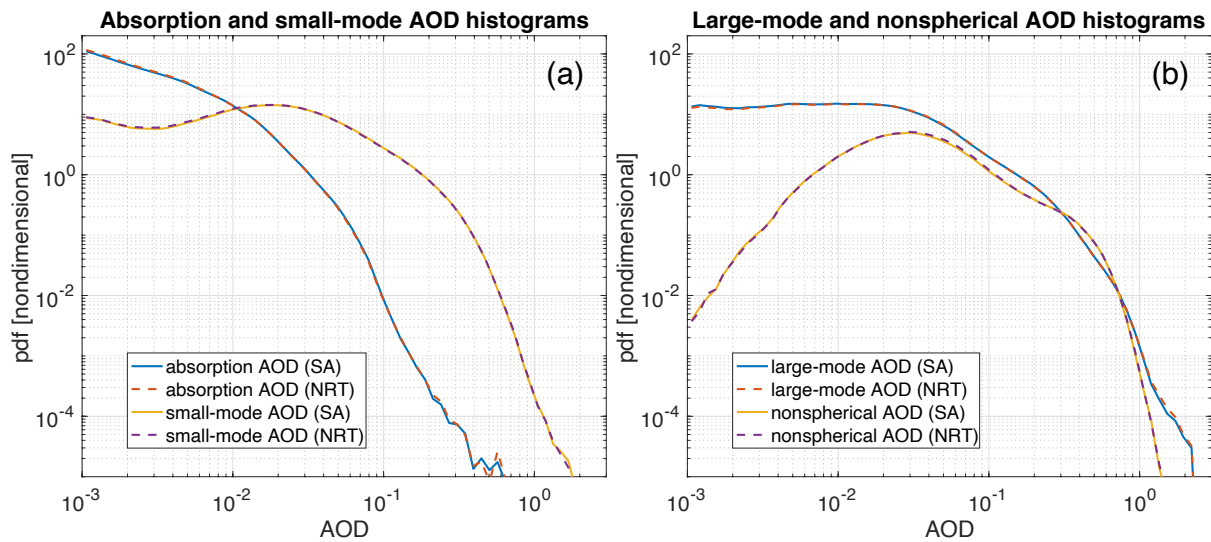 Absorption and small-mode AOD histograms
(a)
10^2
10^0
10^-2
10^-4
pdf [nondimensional]
absorption AOD (SA)
absorption AOD (NRT)
small-mode AOD (SA)
small-mode AOD (NRT)
10^-3
10^-2
10^-1
10^0
AOD
Large-mode and nonspherical AOD histograms
(b)
10^2
10^0
10^-2
10^-4
pdf [nondimensional]
large-mode AOD (SA)
large-mode AOD (NRT)
nonspherical AOD (SA)
nonspherical AOD (NRT)
10^-3
10^-2
10^-1
10^0
AOD